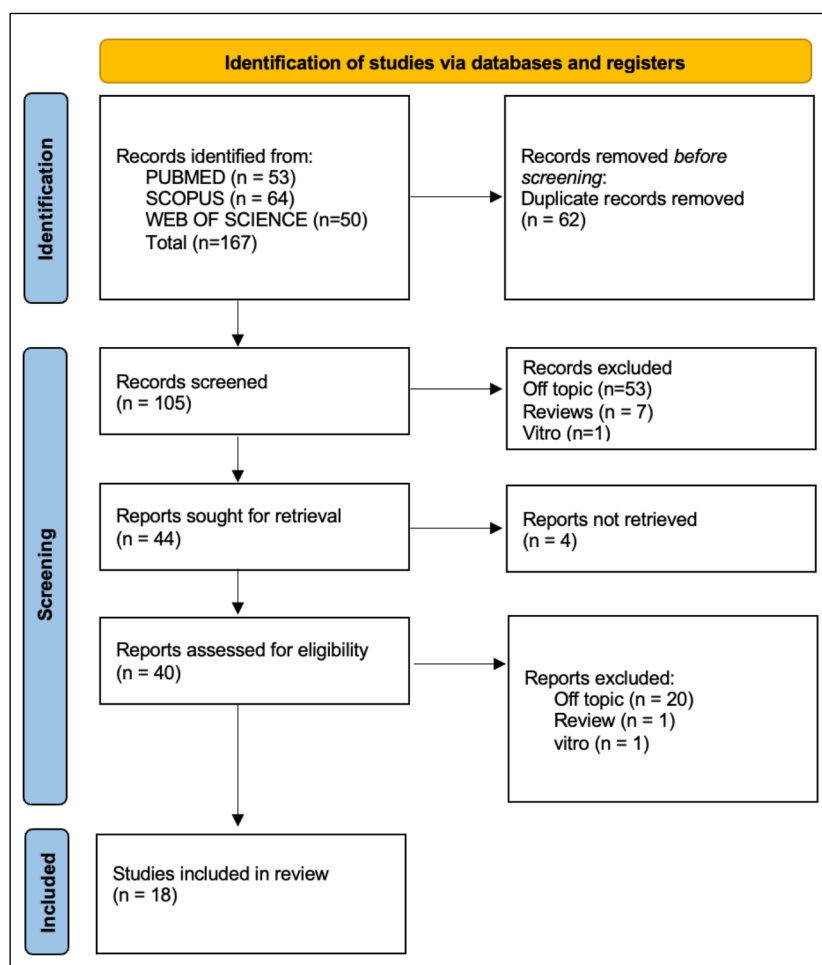 Identification of studies via databases and registers
Identification
Records identified from:
PUBMED (n = 53)
SCOPUS (n = 64)
WEB OF SCIENCE (n=50)
Total (n=167)
Records removed before
screening:
Duplicate records removed
(n = 62)
Screening
Records screened
(n = 105)
Records excluded
Off topic (n=53)
Reviews (n = 7)
Vitro (n=1)
Reports sought for retrieval
(n = 44)
Reports not retrieved
(n = 4)
Reports assessed for eligibility
(n = 40)
Reports excluded:
Off topic (n = 20)
Review (n = 1)
vitro (n = 1)
Included
Studies included in review
(n = 18)